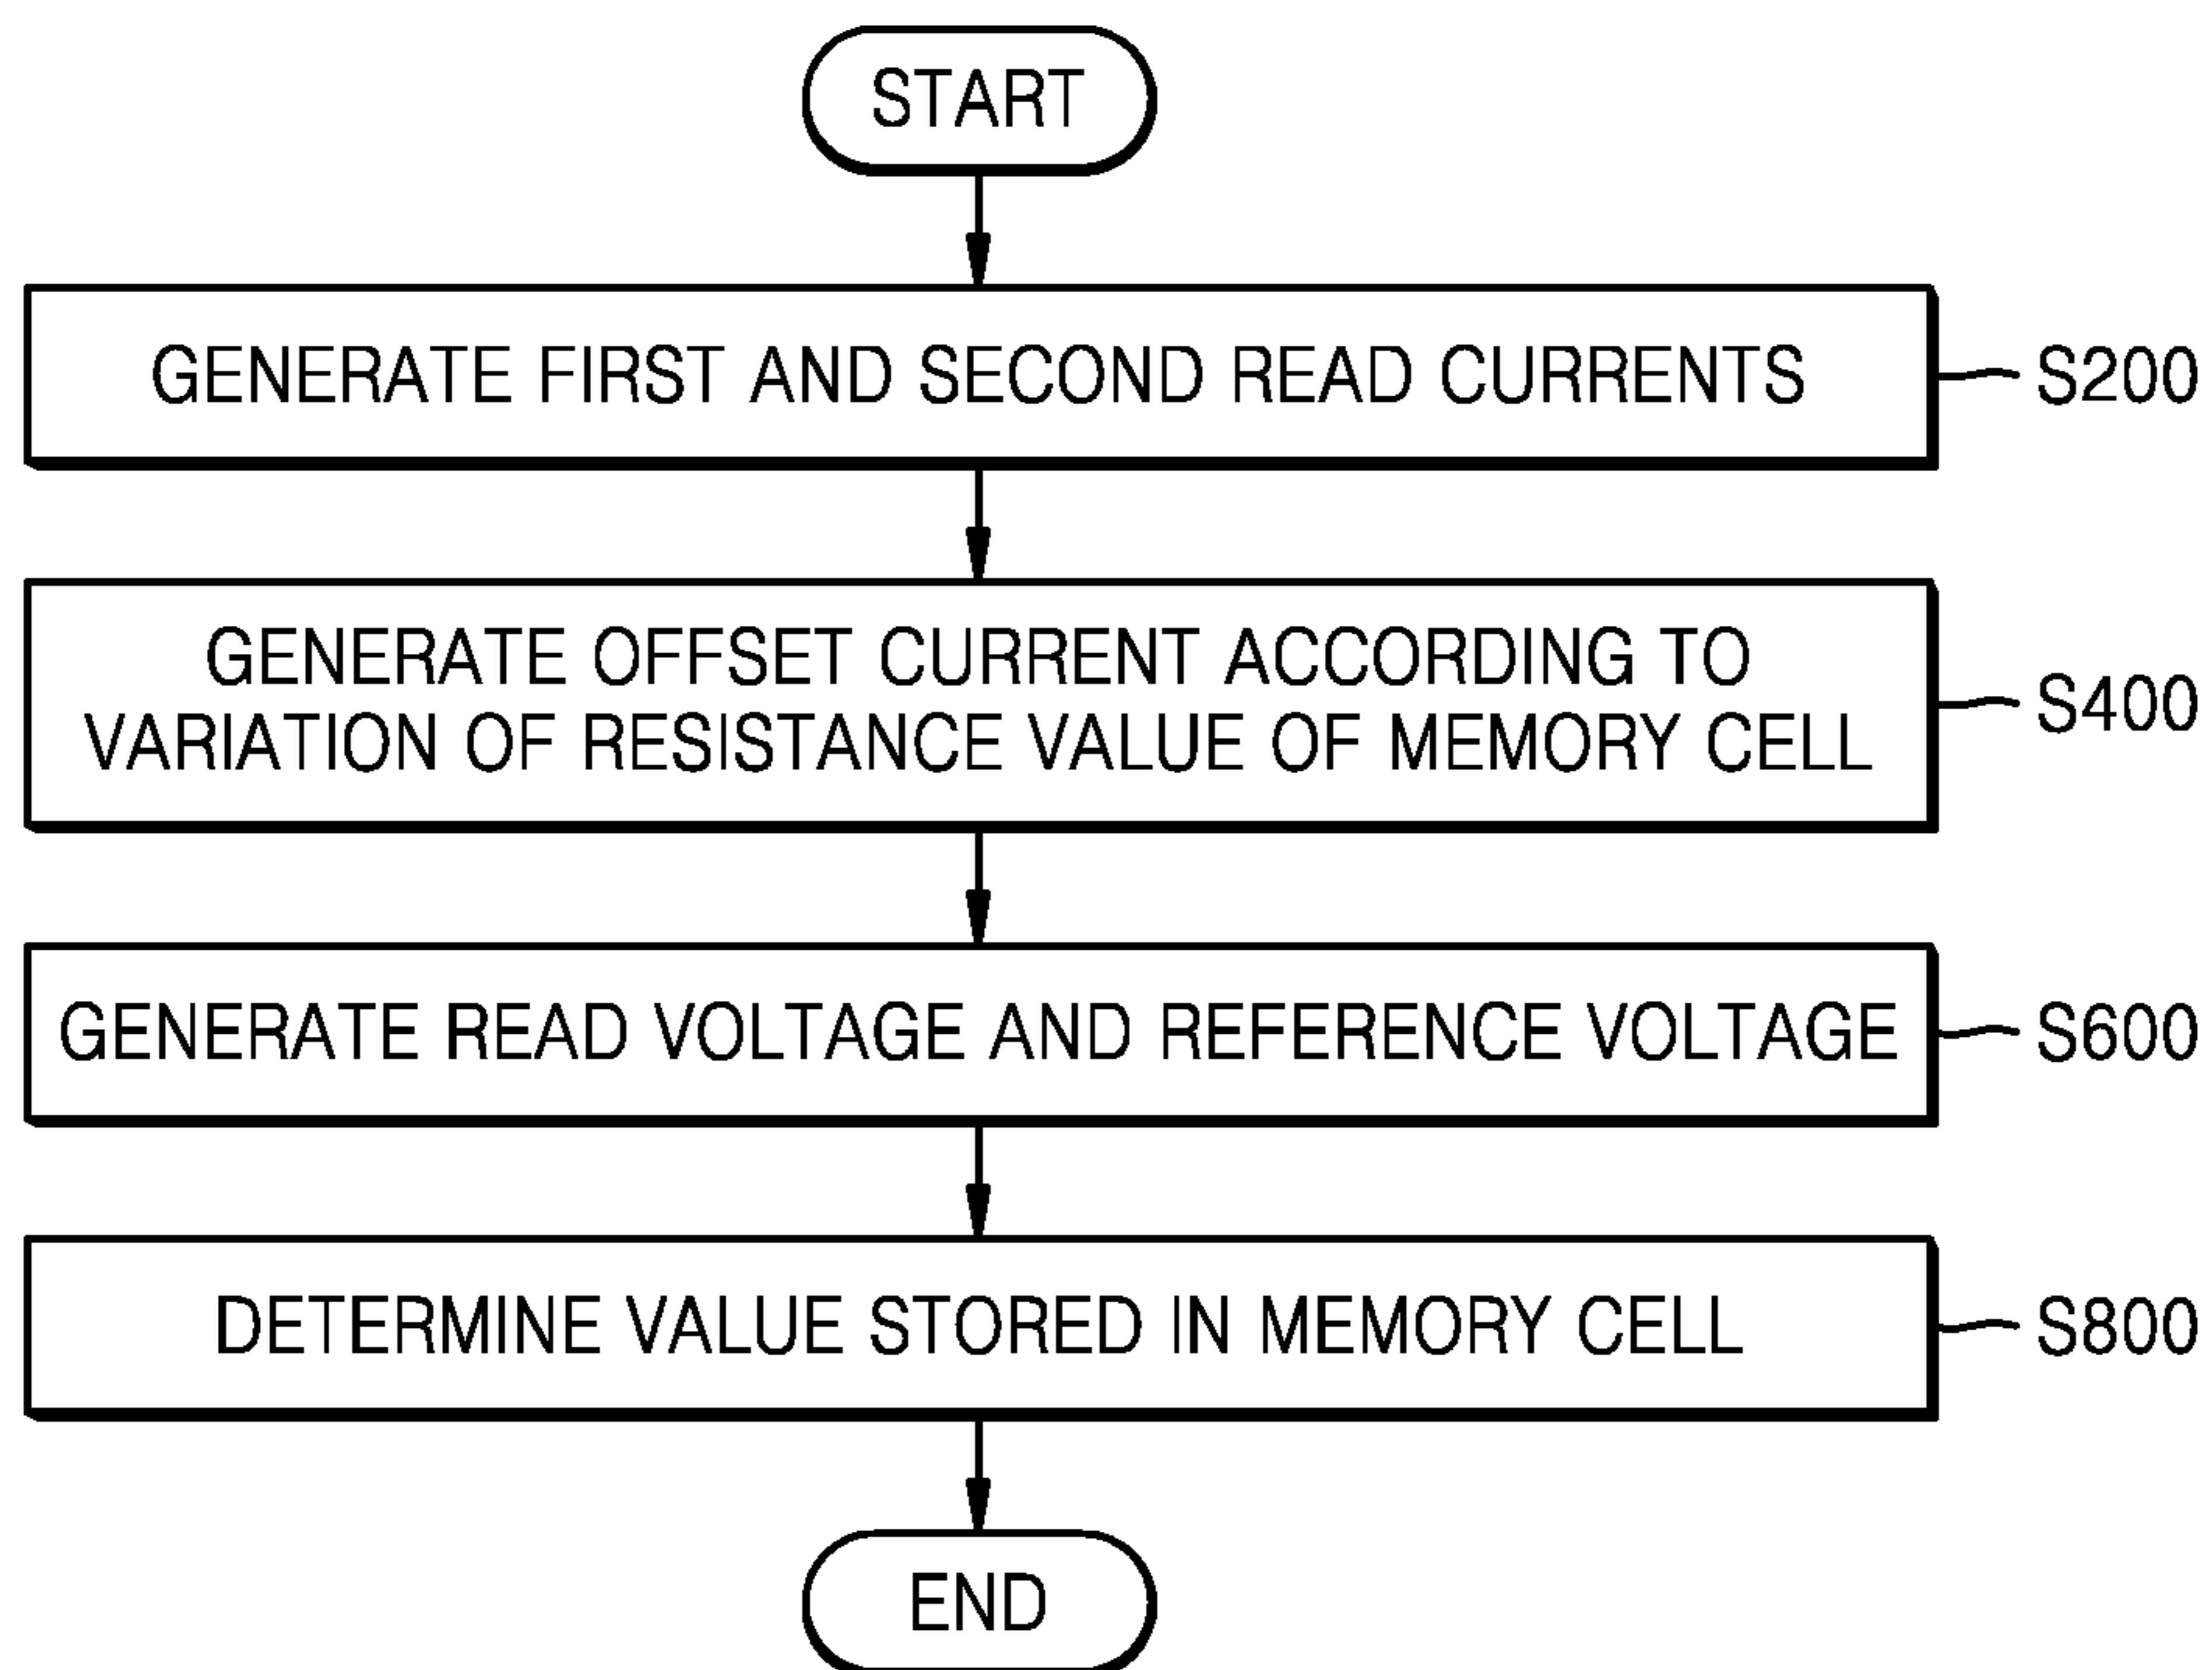 START
GENERATE FIRST AND SECOND READ CURRENTS
S200
GENERATE OFFSET CURRENT ACCORDING TO
VARIATION OF RESISTANCE VALUE OF MEMORY CELL
S400
GENERATE READ VOLTAGE AND REFERENCE VOLTAGE
S600
DETERMINE VALUE STORED IN MEMORY CELL
S800
END